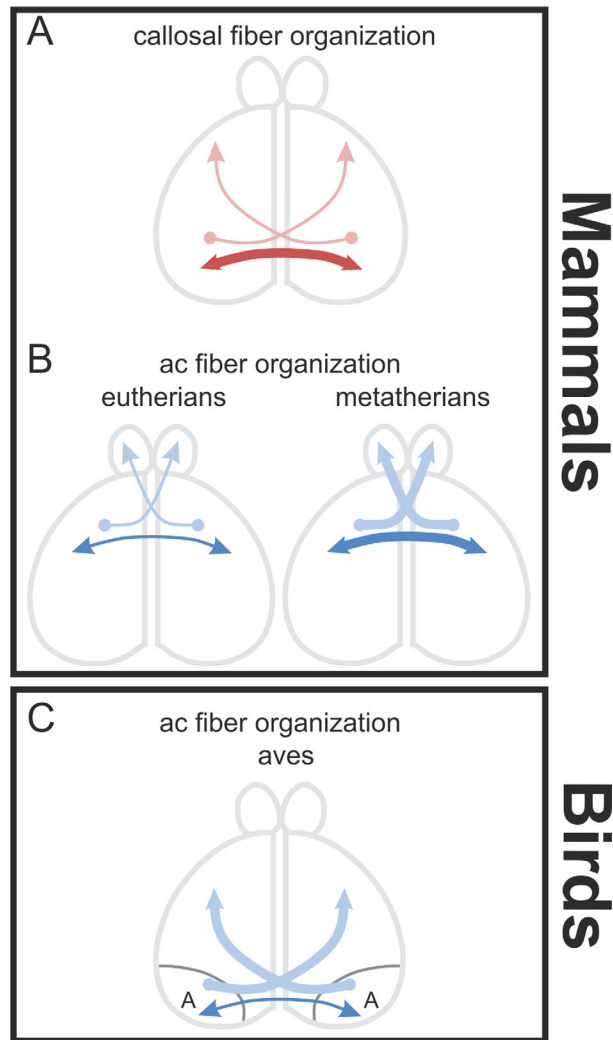 A
callosal fiber organization
Mammals
B
ac fiber organization
eutherians
metatherians
C
ac fiber organization
aves
Birds
A
A